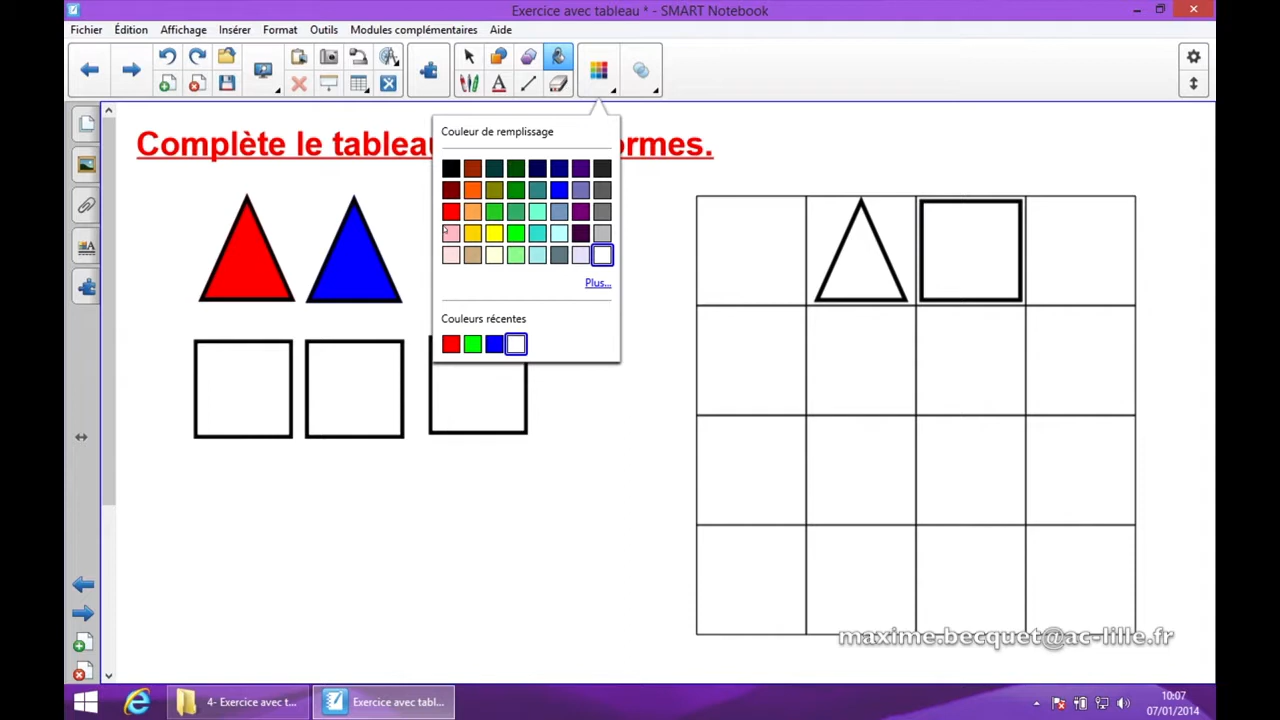 Exercice avec tableau * - SMART Notebook
Fichier Édition Affichage Insérer Format Outils Modules complémentaires Aide
Couleur de remplissage
Complète le tablea ormes.
Plus...
Couleurs récentes
maxime.becquet@ac-lille.fr
4- Exercice avec t...
Exercice avec tabl...
10:07
07/01/2014